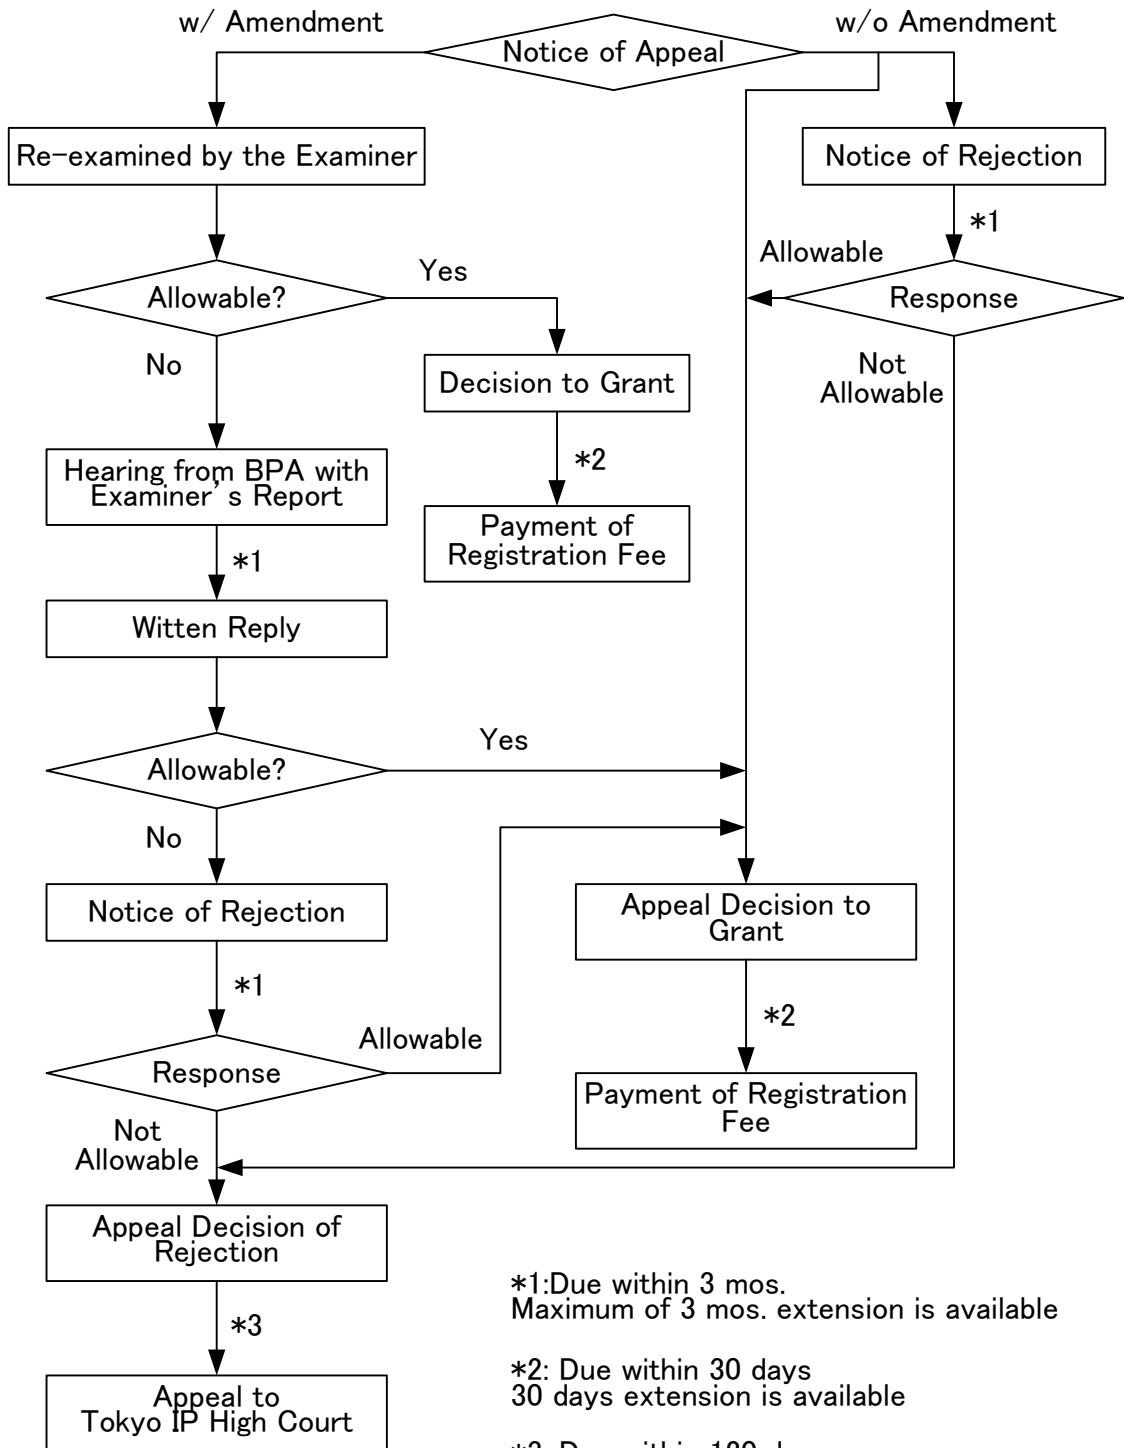 w/ Amendment
Notice of Appeal
w/o Amendment
Re-examined by the Examiner
Notice of Rejection
*1
Allowable?
Yes
Allowable
Response
No
Decision to Grant
Not
Allowable
*2
Hearing from BPA with
Examiner's Report
Payment of
Registration Fee
*1
Witten Reply
Allowable?
Yes
No
Notice of Rejection
Appeal Decision to
Grant
*1
*2
Allowable
Response
Payment of Registration
Fee
Not
Allowable
Appeal Decision of
Rejection
*3
Appeal to
Tokyo IP High Court
*1:Due within 3 mos.
Maximum of 3 mos. extension is available
*2: Due within 30 days
30 days extension is available